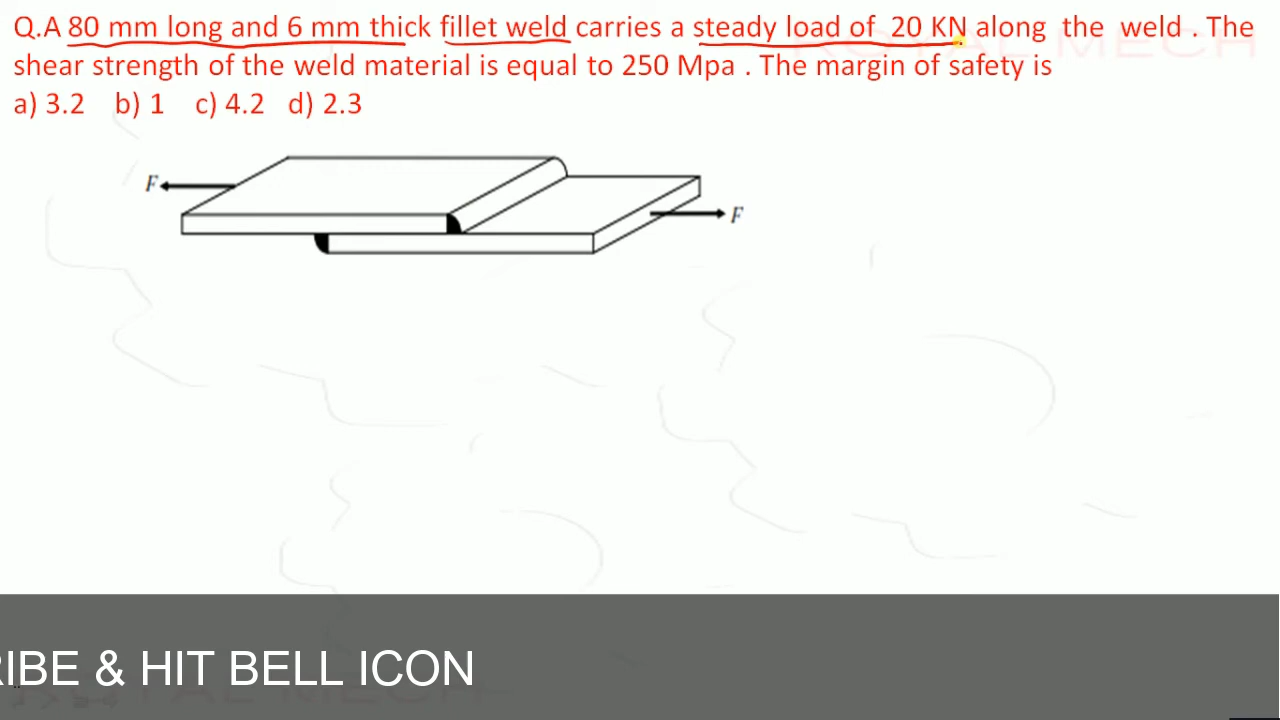 Q.A 80 mm long and 6 mm thick fillet weld carries a steady load of 20 KN along the weld . The
shear strength of the weld material is equal to 250 Mpa . The margin of safety is
a) 3.2 b) 1 c) 4.2 d) 2.3
F
F
RIBE & HIT BELL ICON